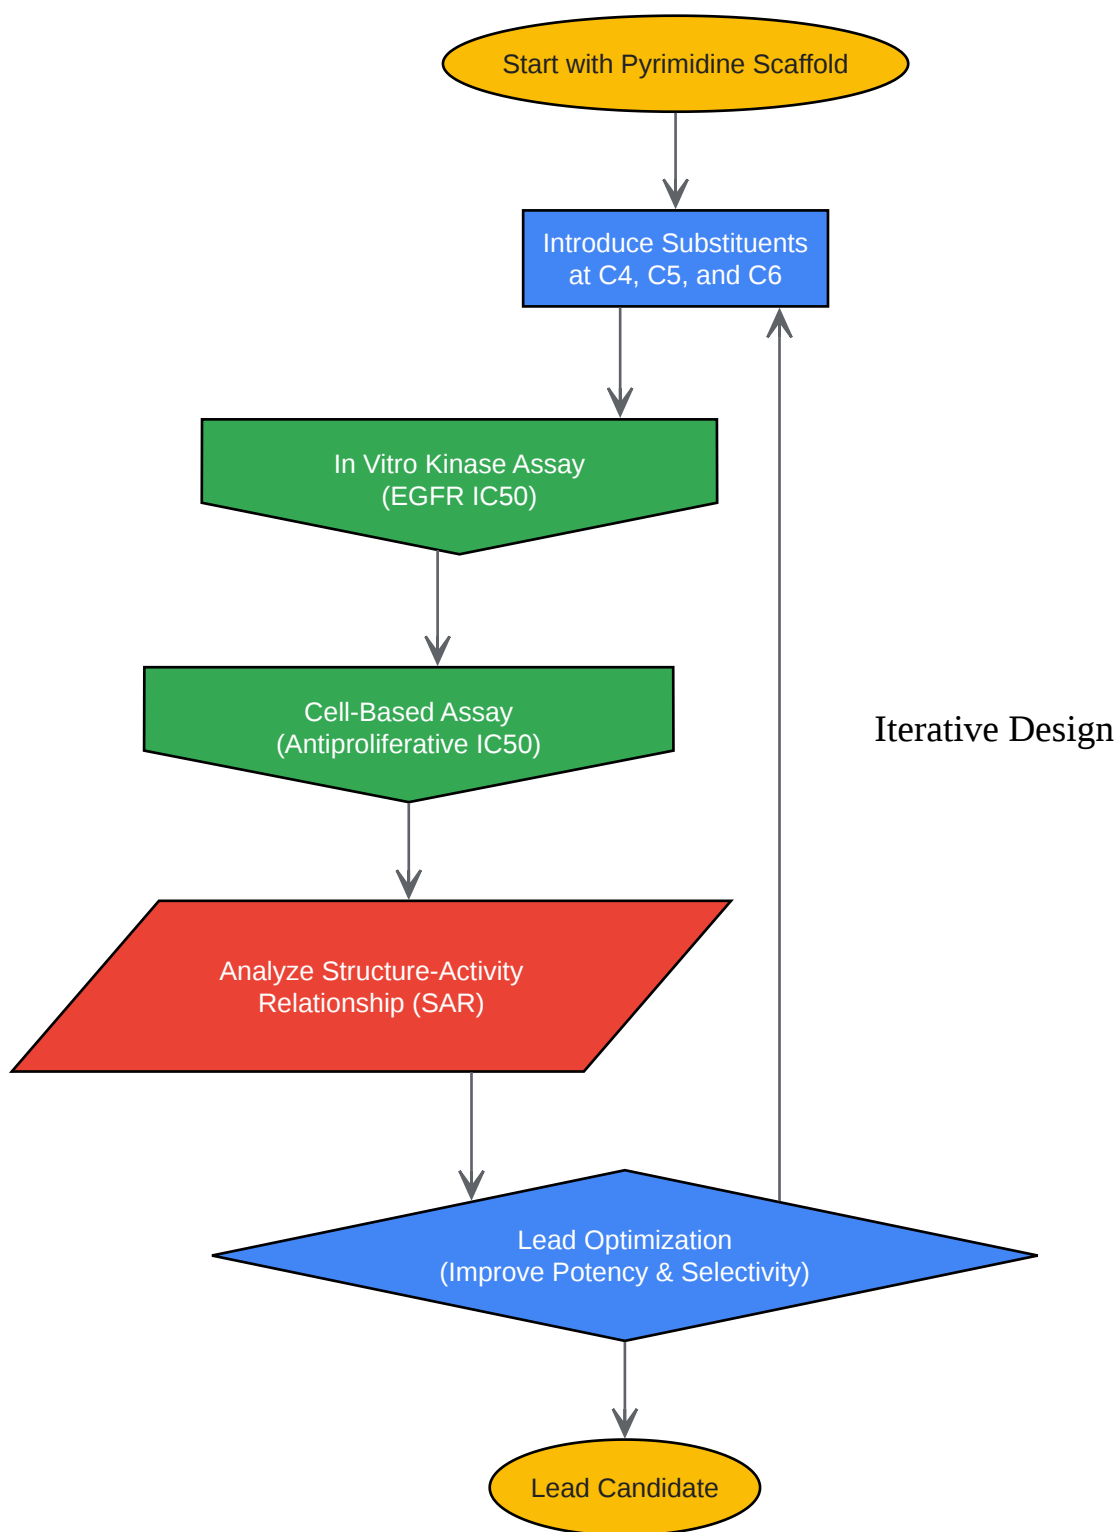 Start with Pyrimidine Scaffold
Introduce Substituents
at C4, C5, and C6
In Vitro Kinase Assay
(EGFR IC50)
Cell-Based Assay
(Antiproliferative IC50)
Iterative Design
Analyze Structure-Activity
Relationship (SAR)
Lead Optimization
(Improve Potency & Selectivity)
Lead Candidate